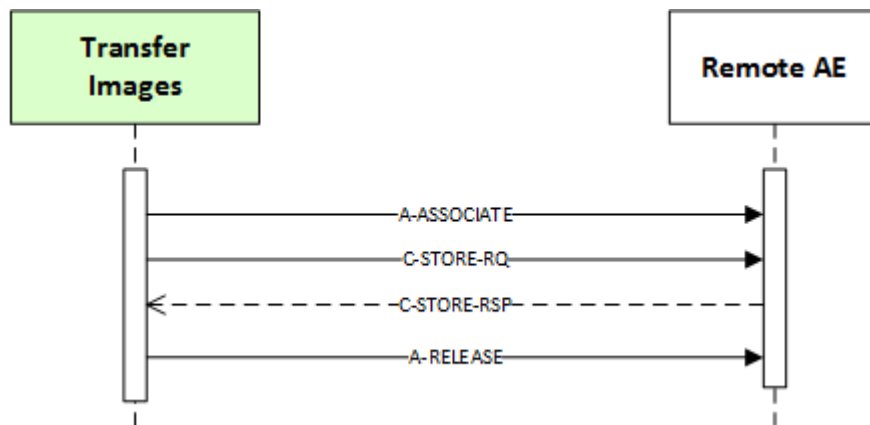 Transfer
Images
Remote AE
A-ASSOCIATE
C-STORE-RQ
C-STORE-RSP
A-RELEASE